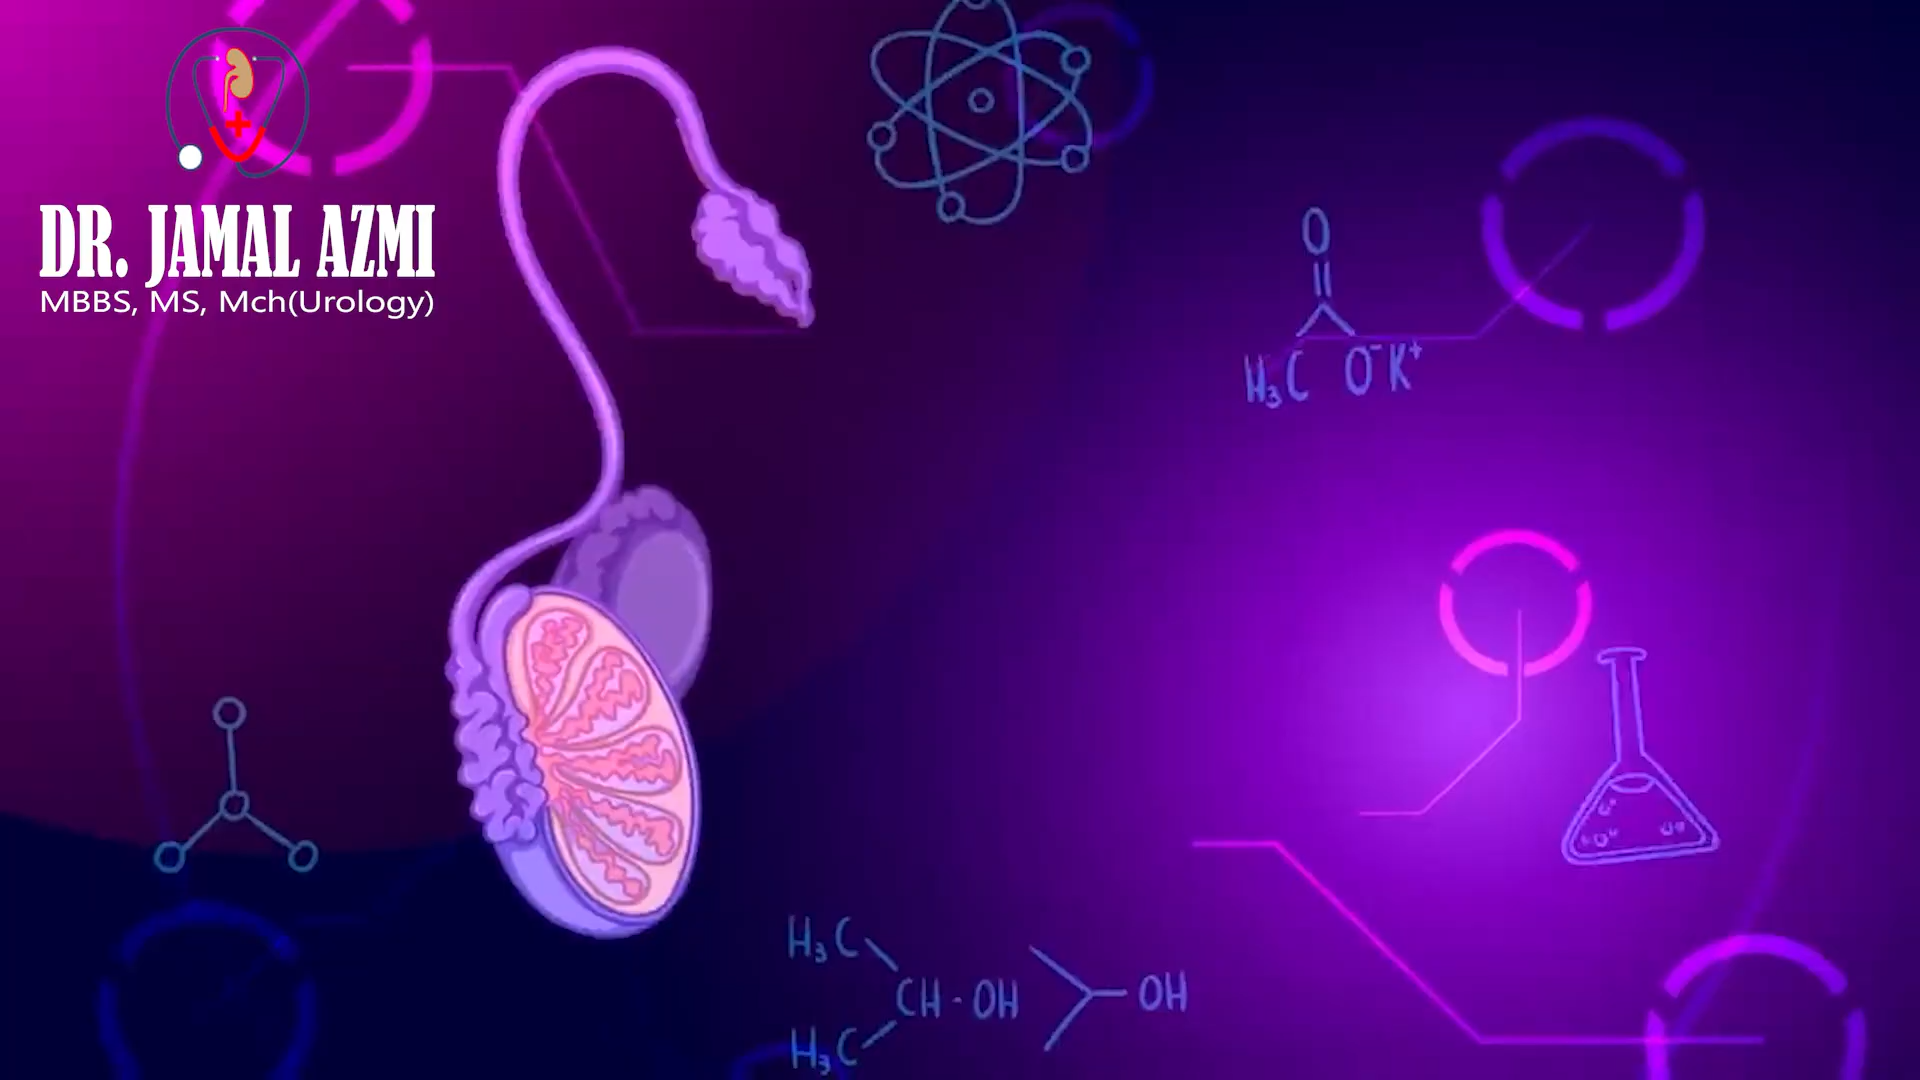 DR. JAMAL AZMI
MBBS, MS, Mch(Urology)
O
H₃C O⁻K⁺
H₃C
CH - OH
OH
H₃C